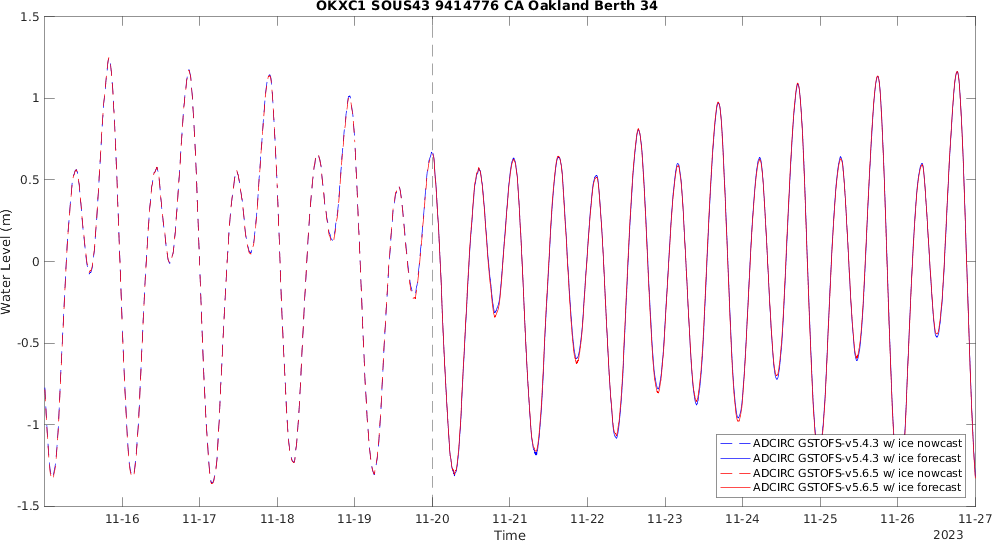 OKXC1 SOUS43 9414776 CA Oakland Berth 34
Water Level (m)
1.5
1
0.5
0
-0.5
-1
-1.5
11-16
11-17
11-18
11-19
11-20
11-21
11-22
11-23
11-24
11-25
11-26
11-27
Time
2023
ADCIRC GSTOFS-v5.4.3 w/ ice nowcast
ADCIRC GSTOFS-v5.4.3 w/ ice forecast
ADCIRC GSTOFS-v5.6.5 w/ ice nowcast
ADCIRC GSTOFS-v5.6.5 w/ ice forecast